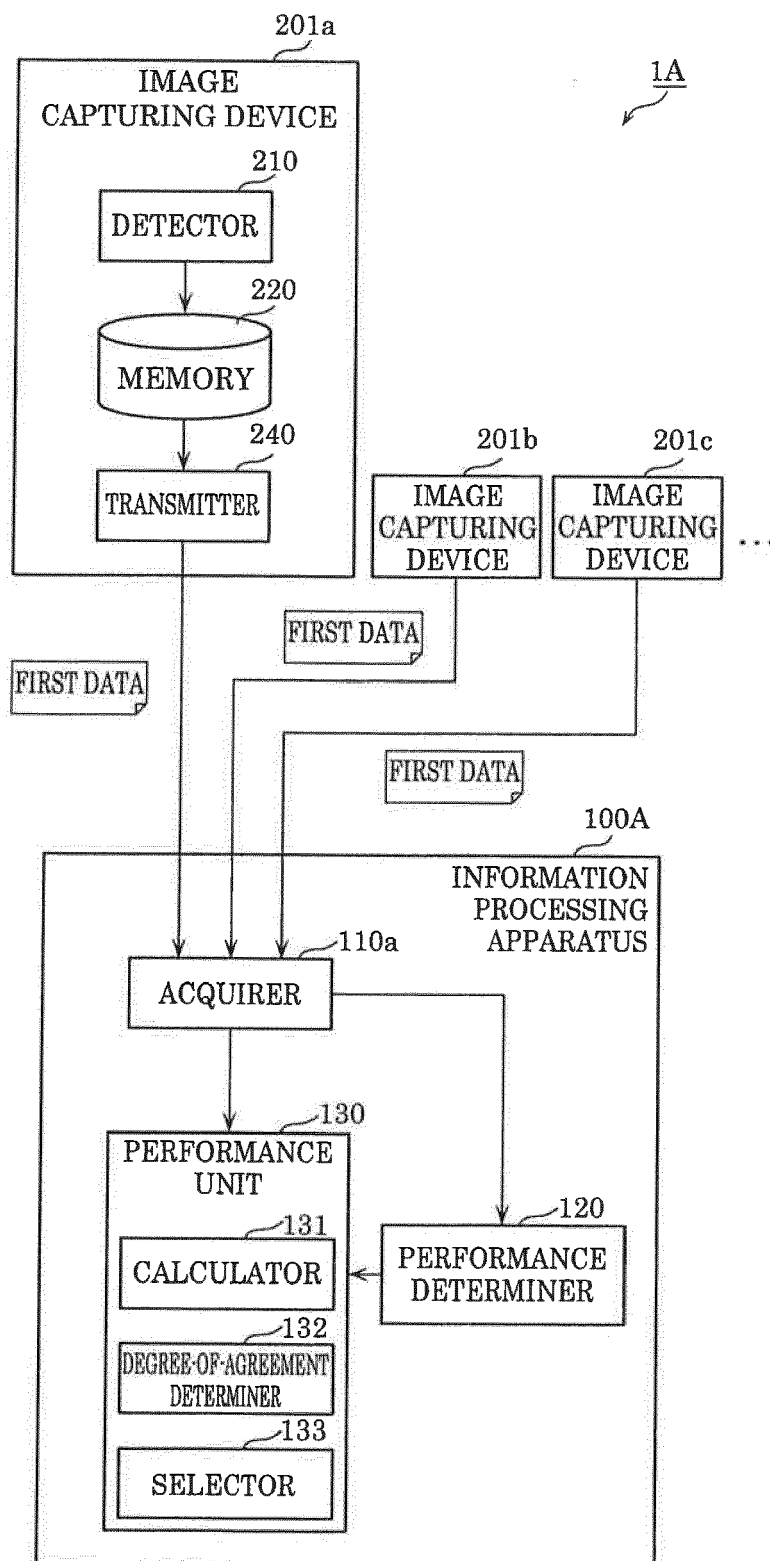 201a
1A
IMAGE
CAPTURING DEVICE
210
DETECTOR
220
MEMORY
240
TRANSMITTER
201b
IMAGE
CAPTURING
DEVICE
201c
IMAGE
CAPTURING
DEVICE
...
FIRST DATA
FIRST DATA
FIRST DATA
100A
INFORMATION
PROCESSING
APPARATUS
110a
ACQUIRER
130
PERFORMANCE
UNIT
131
CALCULATOR
120
PERFORMANCE
DETERMINER
132
DEGREE-OF-AGREEMENT
DETERMINER
133
SELECTOR